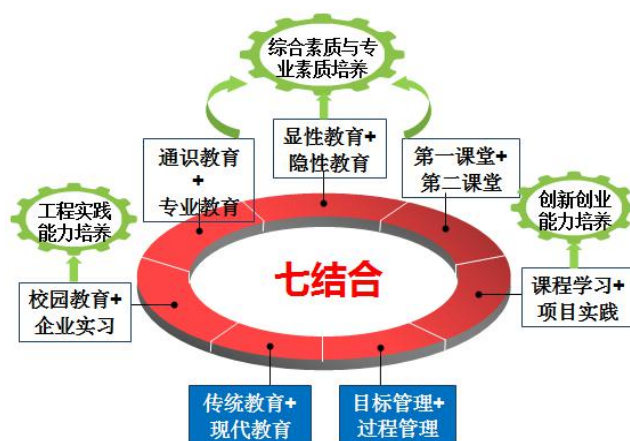 综合素质与专
业素质培养
通识教育
+
专业教育
显性教育+
隐性教育
第一课堂+
第二课堂
工程实践
能力培养
创新创业
能力培养
校园教育+
企业实习
七结合
课程学习+
项目实践
传统教育+
现代教育
目标管理+
过程管理